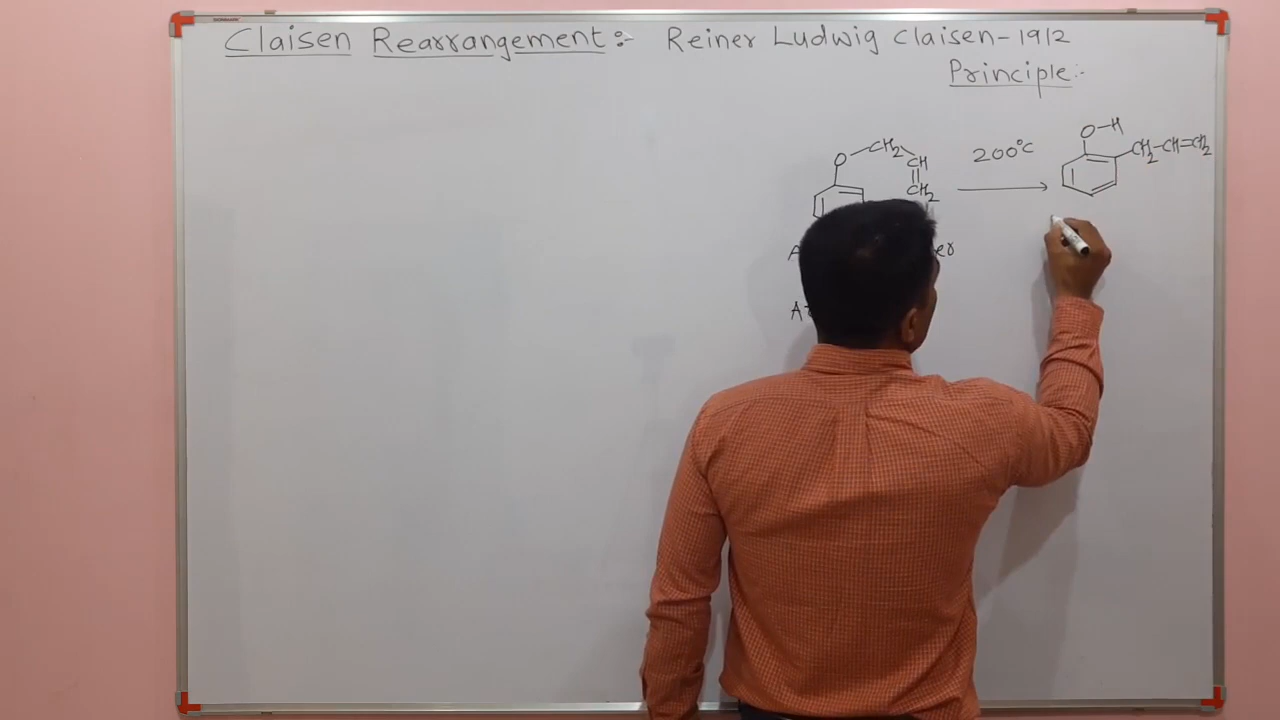 Claisen Rearrangement :- Reiner Ludwig Claisen-1912
Principle:-
O-CH2
CH
CH2
200°C
O-H
CH2-CH=CH2